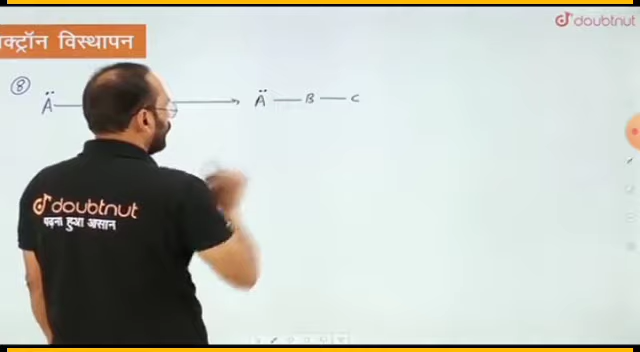 doubtnut
क्ट्रॉन विस्थापन
⑧ Ä — → Ä — B — C
doubtnut
पढ़ना हुआ आसान